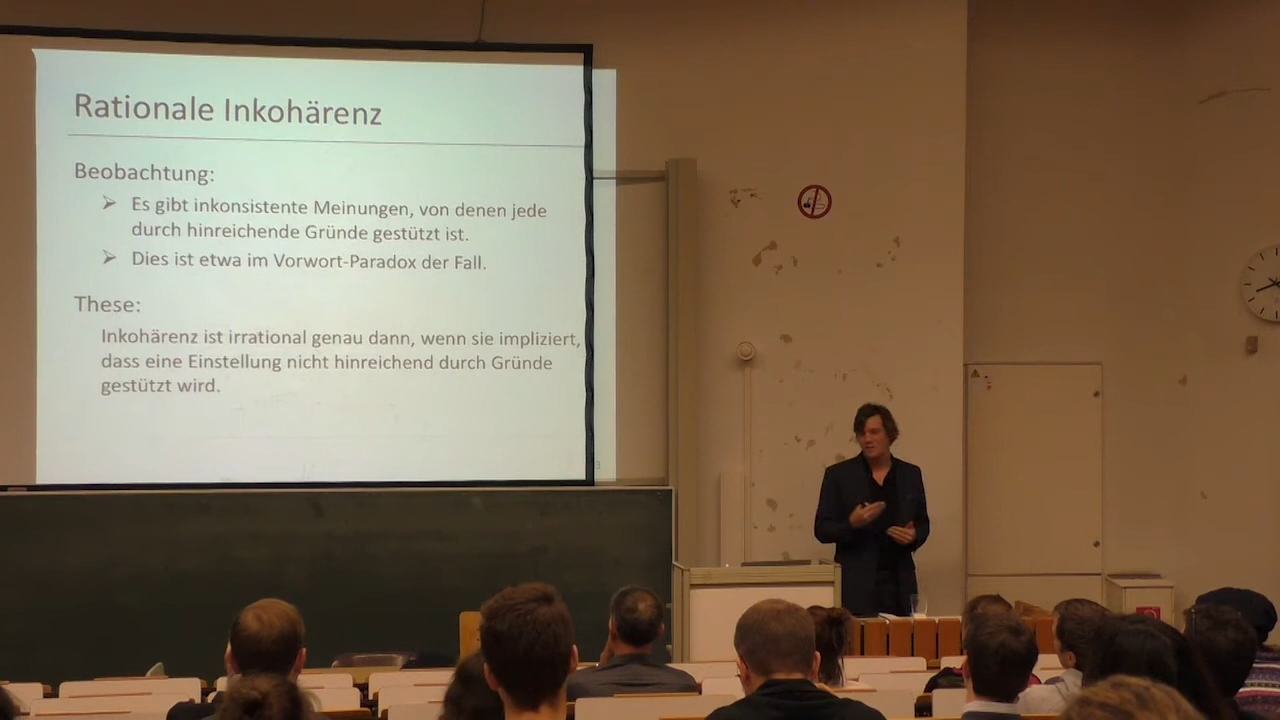 Rationale Inkohärenz
Beobachtung:
Es gibt inkonsistente Meinungen, von denen jede
durch hinreichende Gründe gestützt ist.
Dies ist etwa im Vorwort-Paradox der Fall.
These:
Inkohärenz ist irrational genau dann, wenn sie impliziert,
dass eine Einstellung nicht hinreichend durch Gründe
gestützt wird.
3